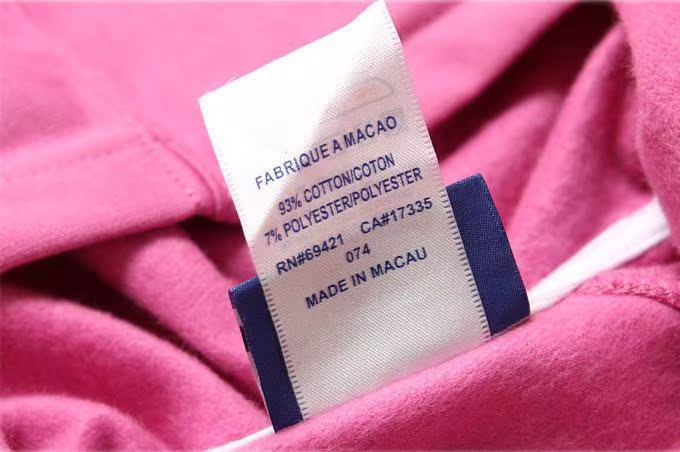 FABRIQUE A MACAO
93% COTTON/COTON
7% POLYESTER/POLYESTER
RN#69421 CA#17335
074
MADE IN MACAU